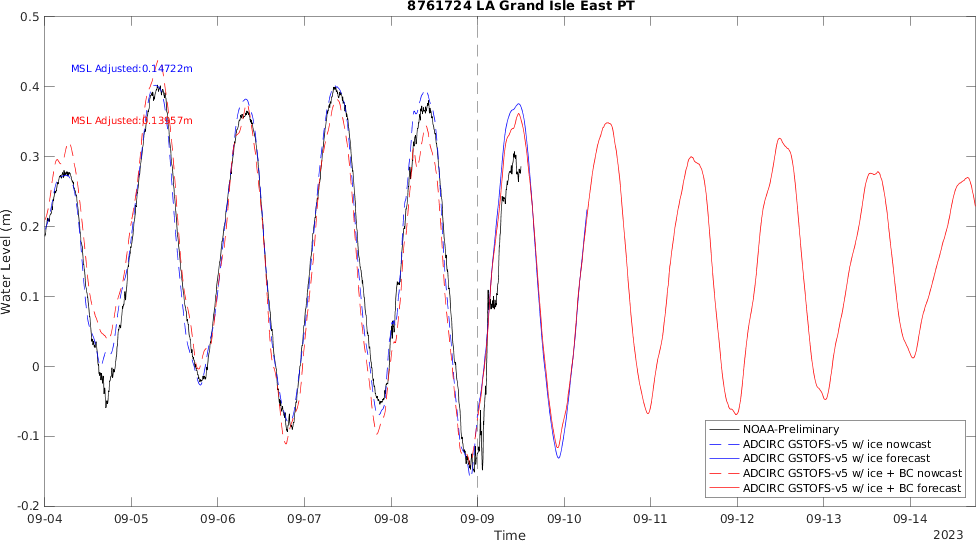 8761724 LA Grand Isle East PT
0.5
0.4
0.3
0.2
0.1
0
-0.1
-0.2
Water Level (m)
MSL Adjusted:0.14722m
MSL Adjusted:0.13957m
NOAA-Preliminary
ADCIRC GSTOFS-v5 w/ ice nowcast
ADCIRC GSTOFS-v5 w/ ice forecast
ADCIRC GSTOFS-v5 w/ ice + BC nowcast
ADCIRC GSTOFS-v5 w/ ice + BC forecast
09-04 09-05 09-06 09-07 09-08 09-09 09-10 09-11 09-12 09-13 09-14
Time
2023